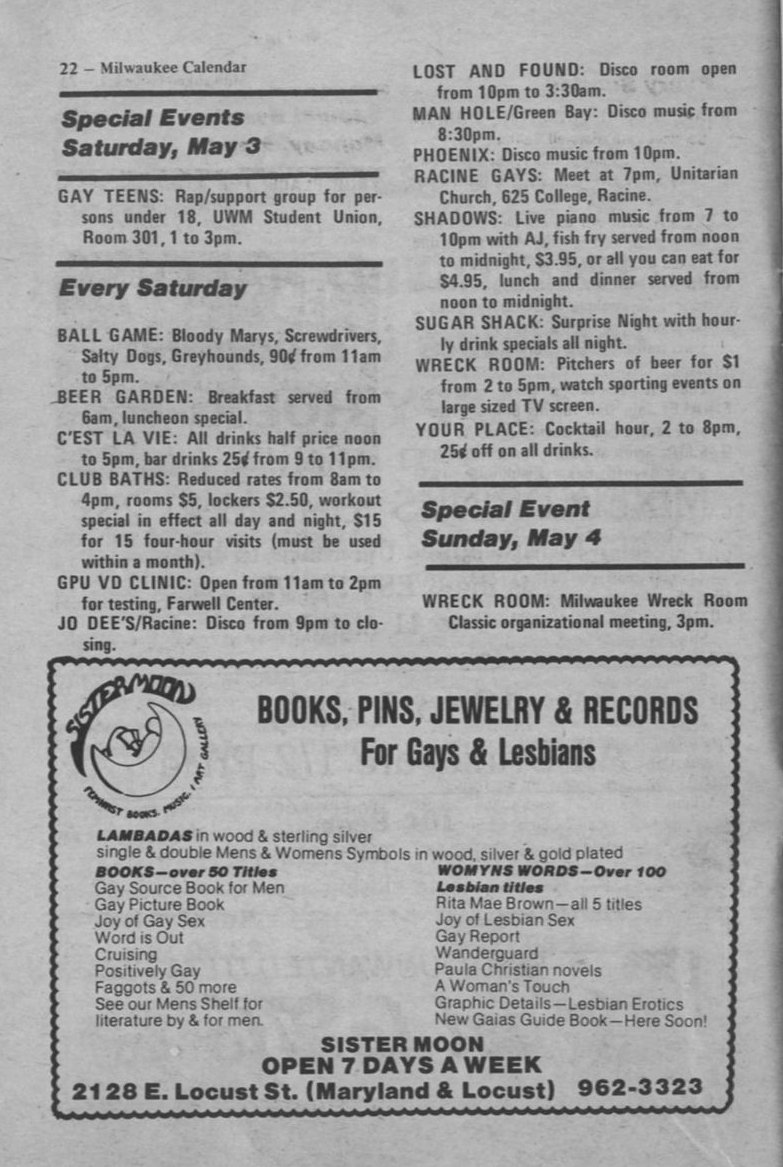 22 – Milwaukee Calendar
Special Events
Saturday, May 3
GAY TEENS: Rap/support group for per-
sons under 18, UWM Student Union,
Room 301, 1 to 3pm.
Every Saturday
BALL GAME: Bloody Marys, Screwdrivers,
Salty Dogs, Greyhounds, 90¢ from 11am
to 5pm.
BEER GARDEN: Breakfast served from
6am, luncheon special.
C'EST LA VIE: All drinks half price noon
to 5pm, bar drinks 25¢ from 9 to 11pm.
CLUB BATHS: Reduced rates from 8am to
4pm, rooms $5, lockers $2.50, workout
special in effect all day and night, $15
for 15 four-hour visits (must be used
within a month).
GPU VD CLINIC: Open from 11am to 2pm
for testing, Farwell Center.
JO DEE'S/Racine: Disco from 9pm to clo-
sing.
LOST AND FOUND: Disco room open
from 10pm to 3:30am.
MAN HOLE/Green Bay: Disco music from
8:30pm.
PHOENIX: Disco music from 10pm.
RACINE GAYS: Meet at 7pm, Unitarian
Church, 625 College, Racine.
SHADOWS: Live piano music from 7 to
10pm with AJ, fish fry served from noon
to midnight, $3.95, or all you can eat for
$4.95, lunch and dinner served from
noon to midnight.
SUGAR SHACK: Surprise Night with hour-
ly drink specials all night.
WRECK ROOM: Pitchers of beer for $1
from 2 to 5pm, watch sporting events on
large sized TV screen.
YOUR PLACE: Cocktail hour, 2 to 8pm,
25¢ off on all drinks.
Special Event
Sunday, May 4
WRECK ROOM: Milwaukee Wreck Room
Classic organizational meeting, 3pm.
SISTERMOON
FEMINIST BOOKS, MUSIC, / ART GALLERY
BOOKS, PINS, JEWELRY & RECORDS
For Gays & Lesbians
LAMBADAS in wood & sterling silver
single & double Mens & Womens Symbols in wood, silver & gold plated
BOOKS—over 50 Titles
Gay Source Book for Men
Gay Picture Book
Joy of Gay Sex
Word is Out
Cruising
Positively Gay
Faggots & 50 more
See our Mens Shelf for
literature by & for men.
WOMYNS WORDS—Over 100
Lesbian titles
Rita Mae Brown—all 5 titles
Joy of Lesbian Sex
Gay Report
Wanderguard
Paula Christian novels
A Woman's Touch
Graphic Details—Lesbian Erotics
New Gaias Guide Book—Here Soon!
SISTER MOON
OPEN 7 DAYS A WEEK
2128 E. Locust St. (Maryland & Locust) 962-3323